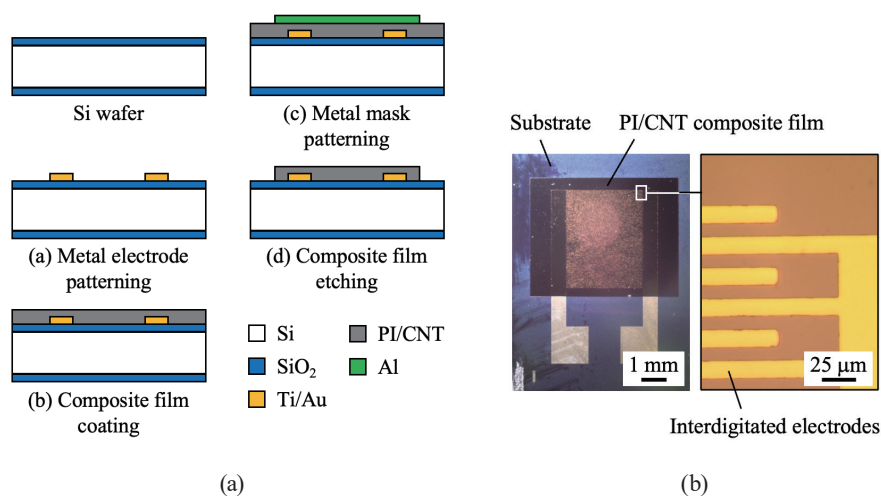 Si wafer
(a) Metal electrode
patterning
(b) Composite film
coating
(c) Metal mask
patterning
(d) Composite film
etching
Si
SiO₂
Ti/Au
PI/CNT
Al
(a)
Substrate
PI/CNT composite film
1 mm
25 μm
Interdigitated electrodes
(b)